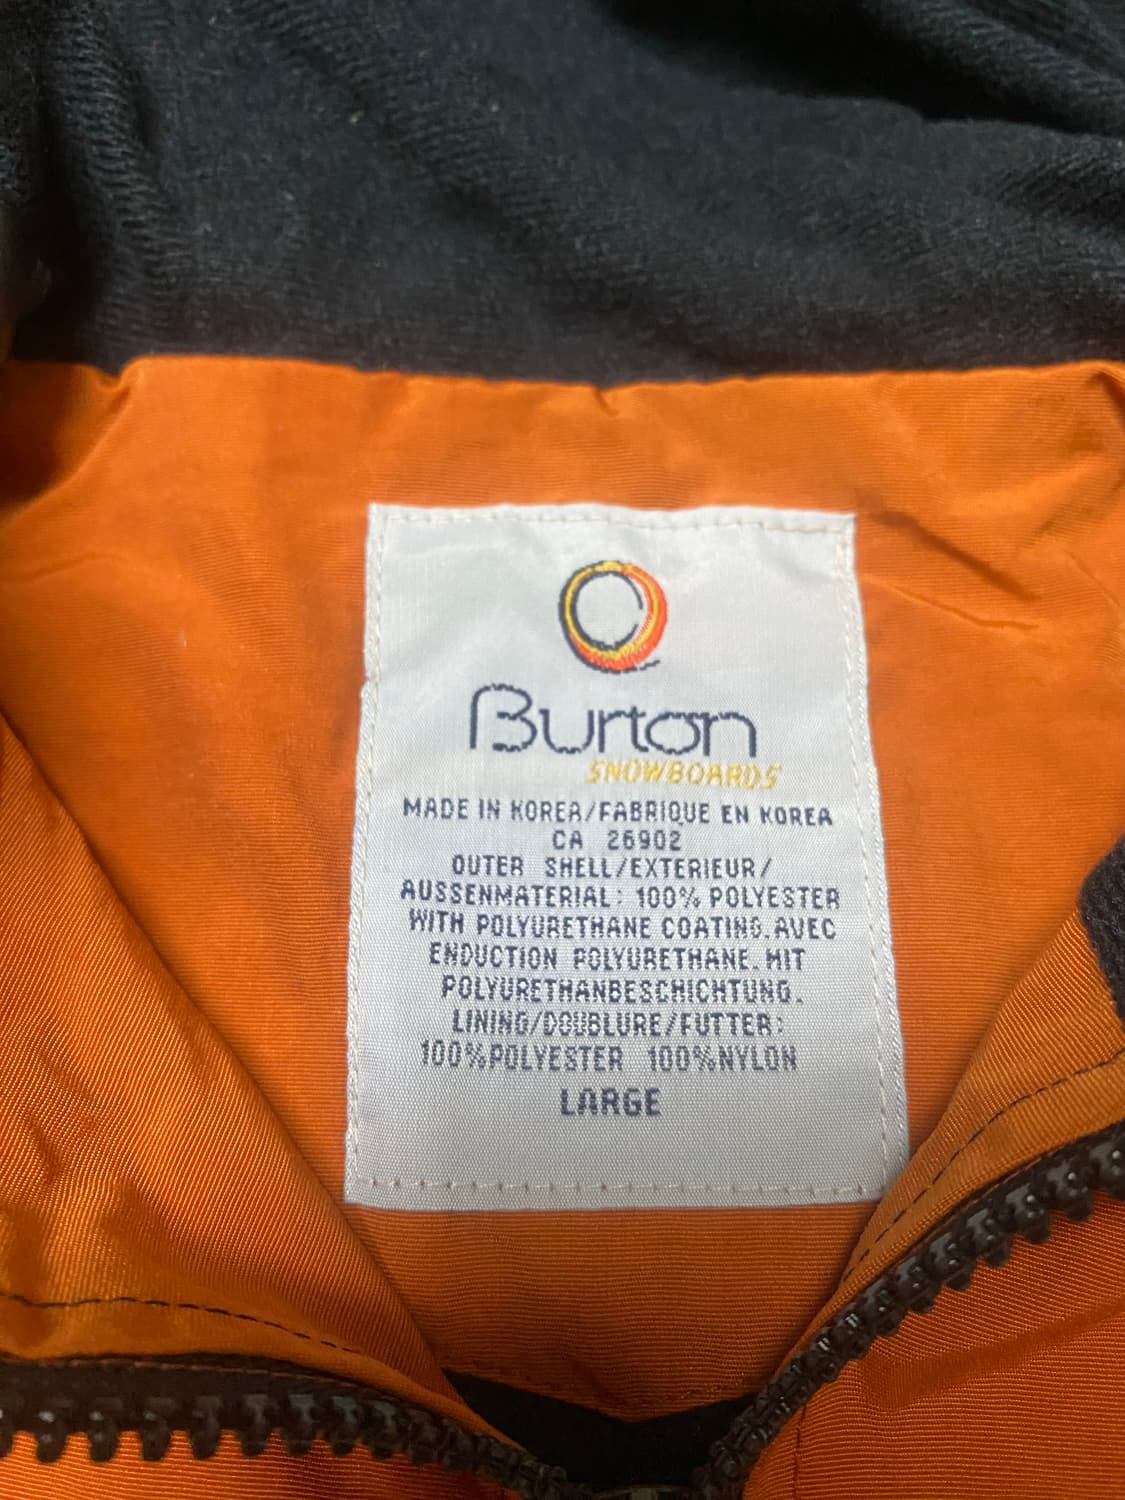 Burton
SNOWBOARDS
MADE IN KOREA/FABRIQUE EN KOREA
CA 26902
OUTER SHELL/EXTERIEUR/
AUSSENMATERIAL: 100% POLYESTER
WITH POLYURETHANE COATING. AVEC
ENDUCTION POLYURETHANE. MIT
POLYURETHANBESCHICHTUNG.
LINING/DOUBLURE/FUTTER:
100%POLYESTER 100%NYLON
LARGE